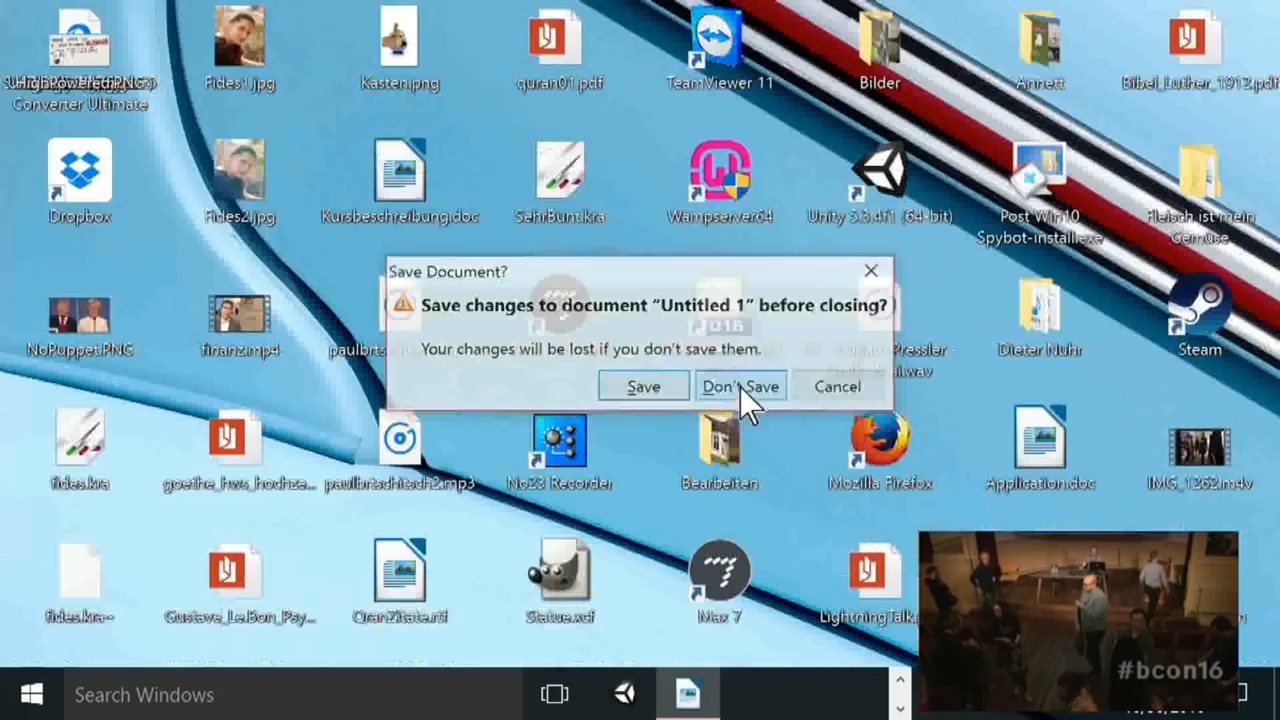 Converter Ultimate
Fides1.jpg
Kasten.png
quran01.pdf
TeamViewer 11
Bilder
Annett
Bibel_Luther_1912.pdf
Dropbox
Fides2.jpg
Kursbeschreibung.doc
SehrBunt.kra
Wampserver64
Unity 5.3.4f1 (64-bit)
Post Win10
Spybot-install.exe
Fleisch ist mein
Gemüse
Save Document?
Save changes to document “Untitled 1” before closing?
Your changes will be lost if you don’t save them.
Save
Don't Save
Cancel
NoPuppet.PNG
finanz.mp4
Pressler -
Dieter Nuhr
Steam
fides.kra
goethe_hws_hochze...
paulbrtschitsch2.mp3
No23 Recorder
Bearbeiten
Mozilla Firefox
Application.doc
IMG_1262.m4v
fides.kra~
Gustave_Le.Bon_Psy...
QranZitate.rtf
Statue.xcf
Max 7
LightningTalk.
#bcon16
Search Windows